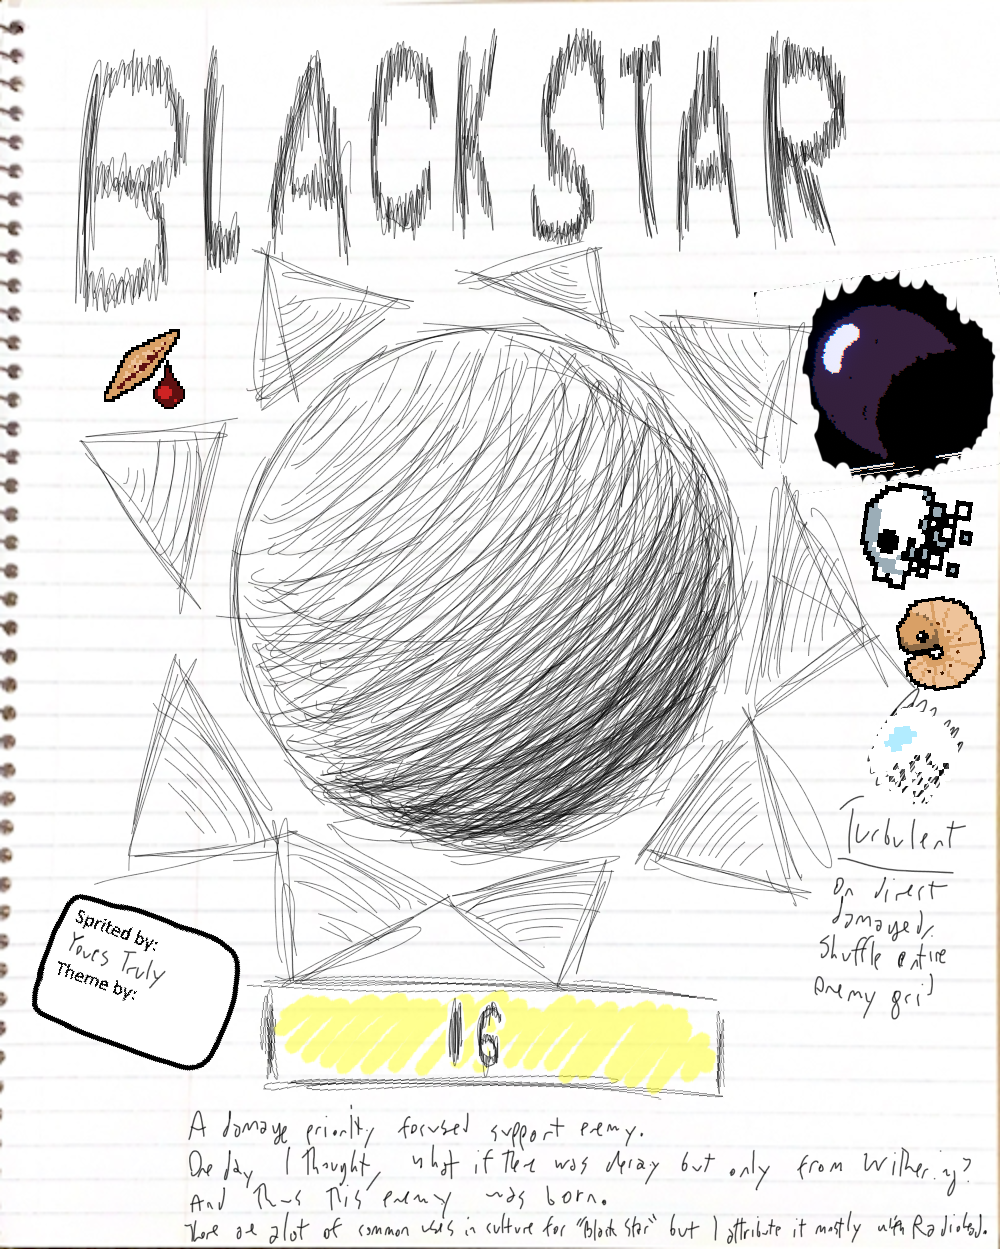 BLACKSTAR
Turbulent
On direct
damaged,
Shuffle entire
enemy grid
Sprited by:
Yours Truly
Theme by:
16
A damage priority focused support enemy.
One day I thought, what if there was decay but only from Withering?
And thus this enemy was born.
There are alot of common uses in culture for "Black Star" but I attribute it mostly with Radiohead.